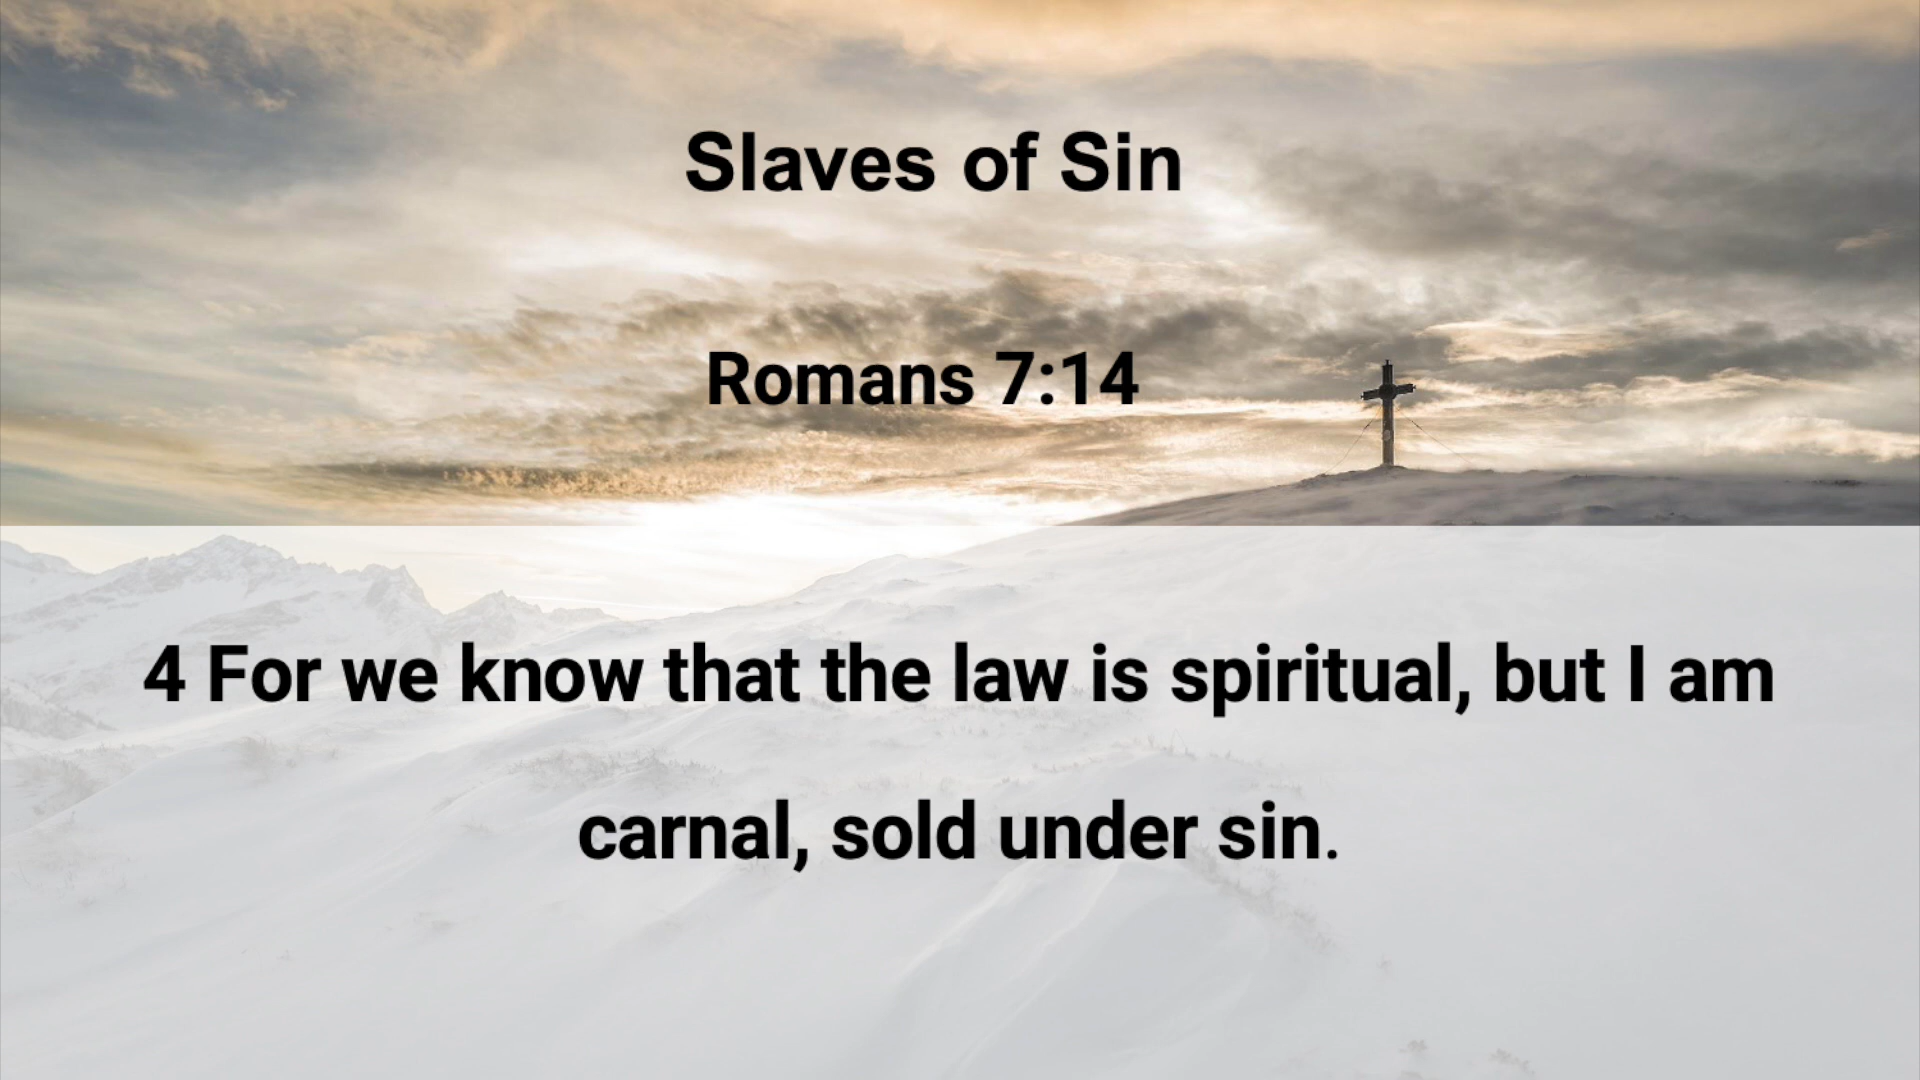 Slaves of Sin
Romans 7:14
4 For we know that the law is spiritual, but I am
carnal, sold under sin.